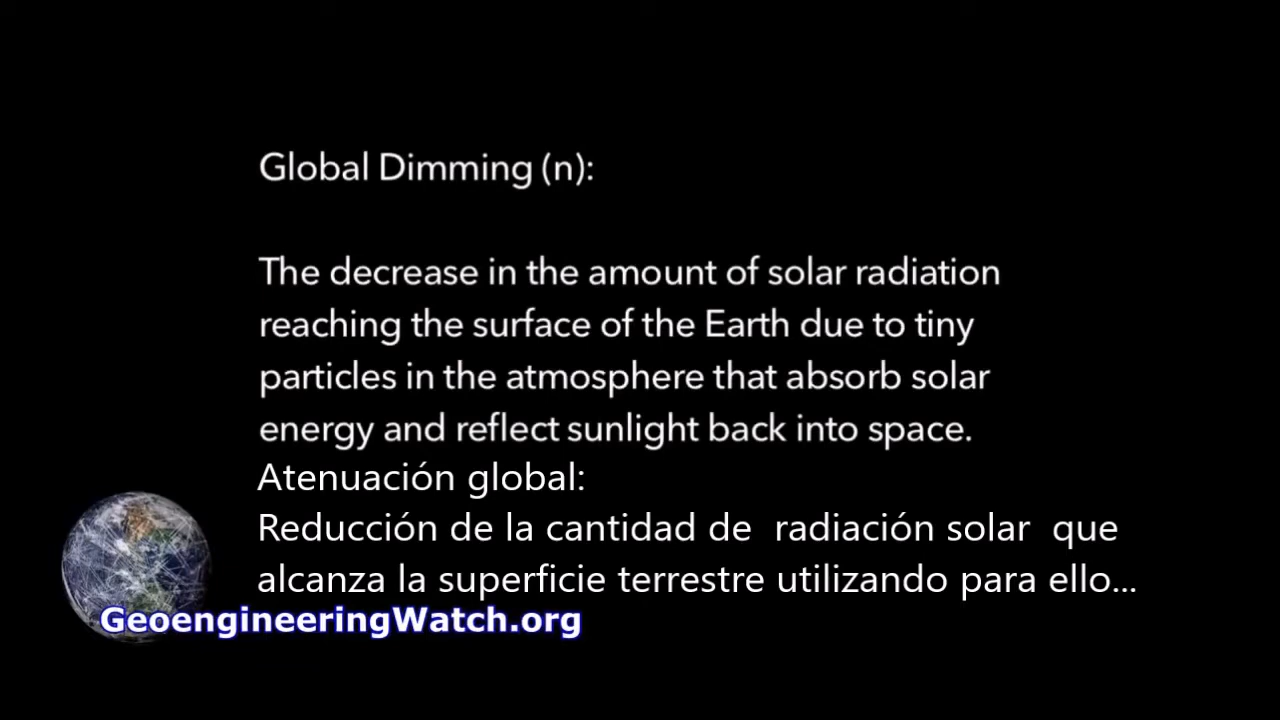 Global Dimming (n):
The decrease in the amount of solar radiation
reaching the surface of the Earth due to tiny
particles in the atmosphere that absorb solar
energy and reflect sunlight back into space.
Atenuación global:
Reducción de la cantidad de  radiación solar  que
alcanza la superficie terrestre utilizando para ello...
GeoengineeringWatch.org